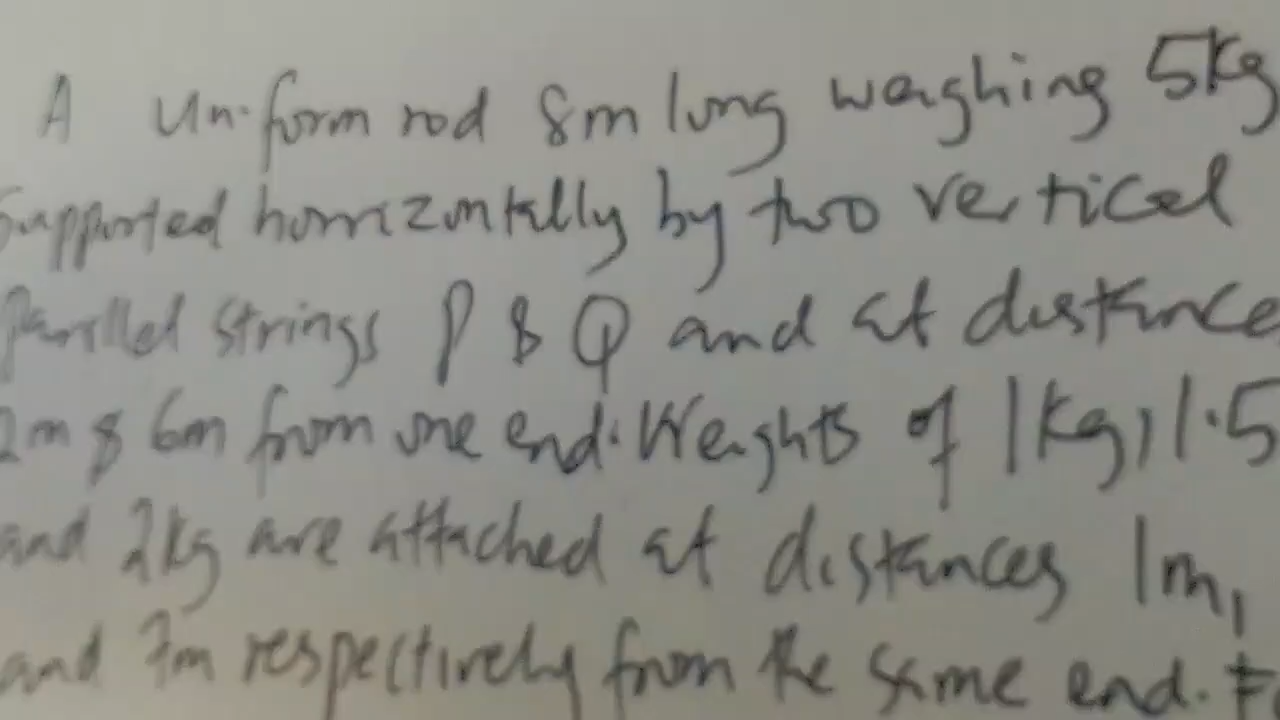 A uniform rod 8m long weighing 5kg
Supported horrizontally by two vertical
Parallel strings P & Q and at distance
2m & 6m from one end. Weights of 1kg, 1.5
and 2kg are attached at distances 1m,
and 7m respectively from the same end.